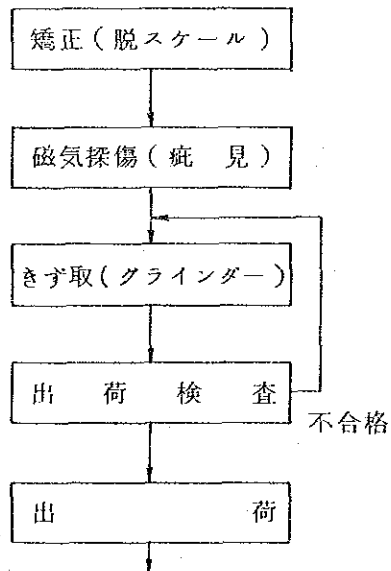 矯正(脱スケール)
磁気探傷(疵見)
きず取(グラインダー)
出荷検査
不合格
出荷